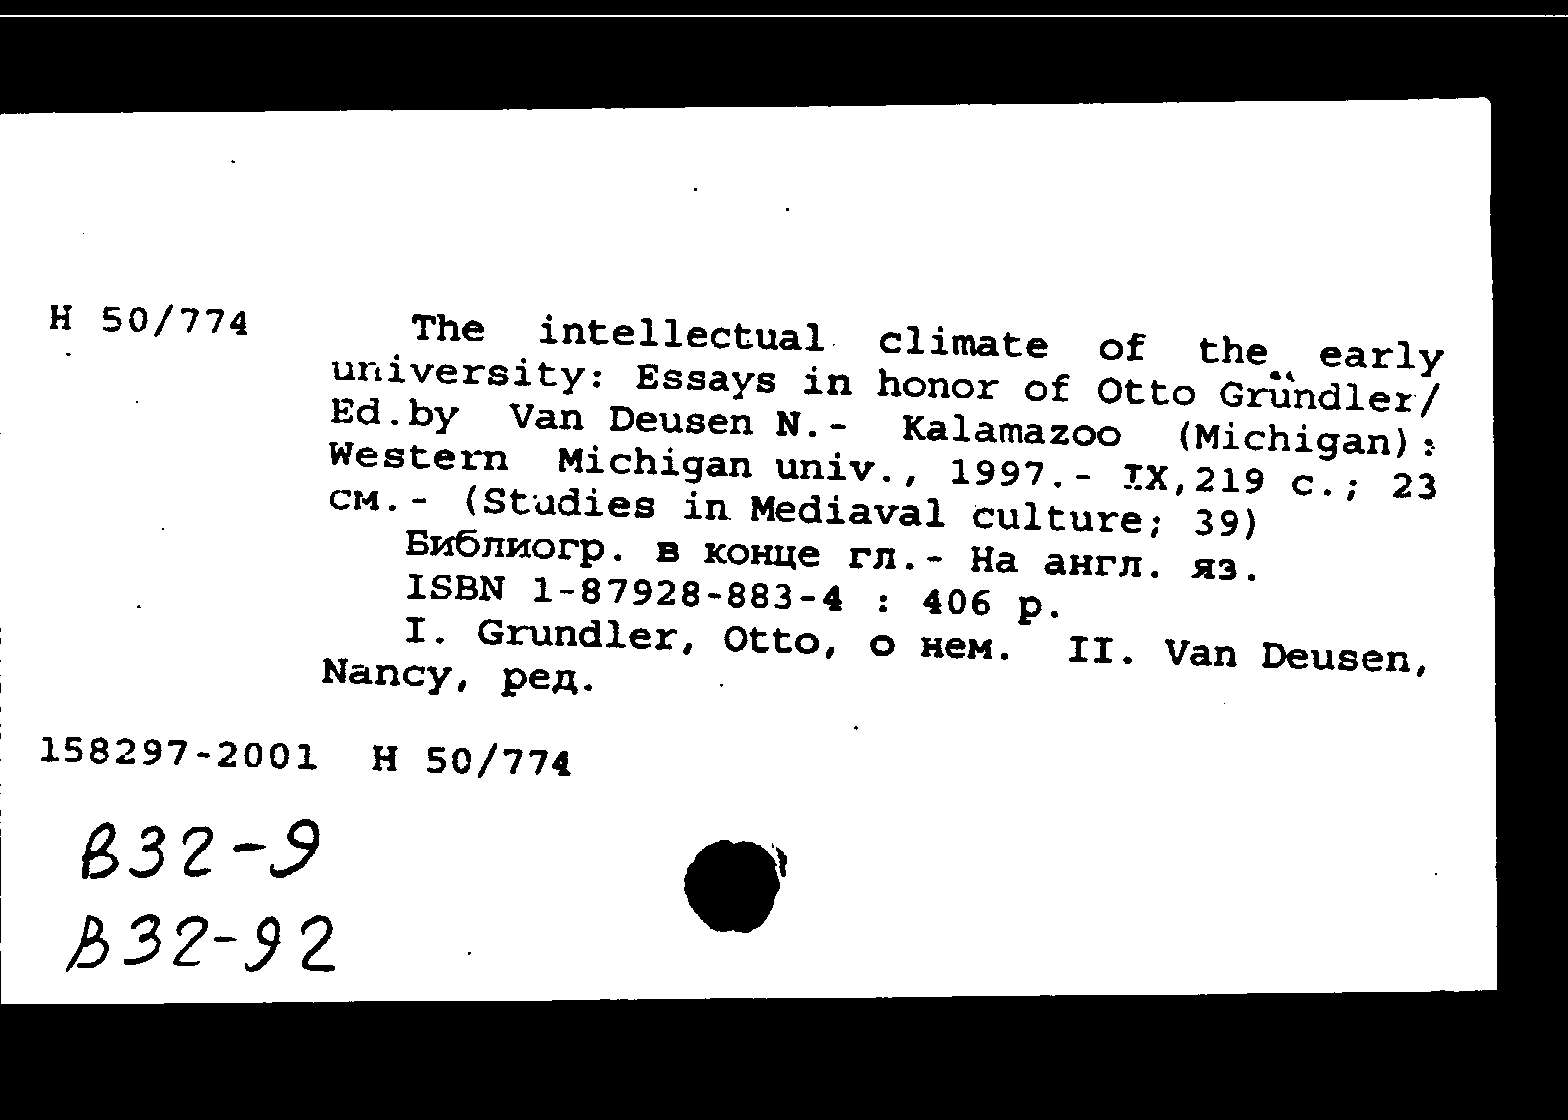 Н 50/774
The intellectual climate of the early
university: Essays in honor of Otto Gründler/
Ed.by Van Deusen N.- Kalamazoo (Michigan):
Western Michigan univ., 1997.- IX,219 с.; 23
см.- (Studies in Mediaval culture; 39)
Библиогр. в конце гл.- На англ. яз.
ISBN 1-87928-883-4 : 406 р.
I. Grundler, Otto, о нем. II. Van Deusen,
Nancy, ред.
158297-2001 Н 50/774
В32-9
В32-92